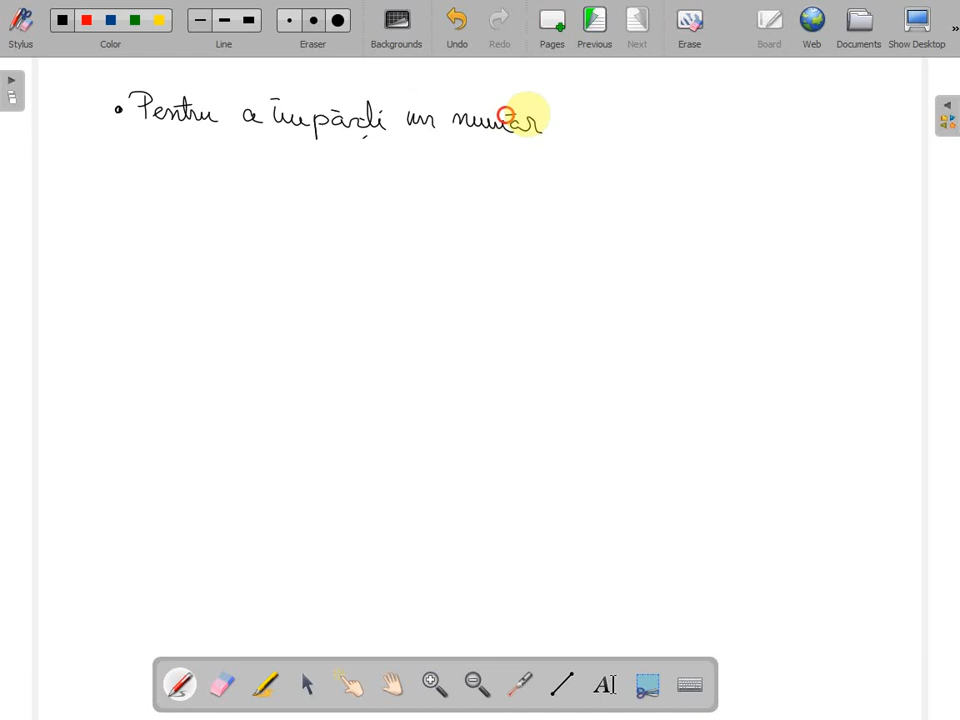 Stylus
Color
Line
Eraser
Backgrounds
Undo
Redo
Pages
Previous
Next
Erase
Board
Web
Documents
Show Desktop
»
• Pentru a împărți un număr
A